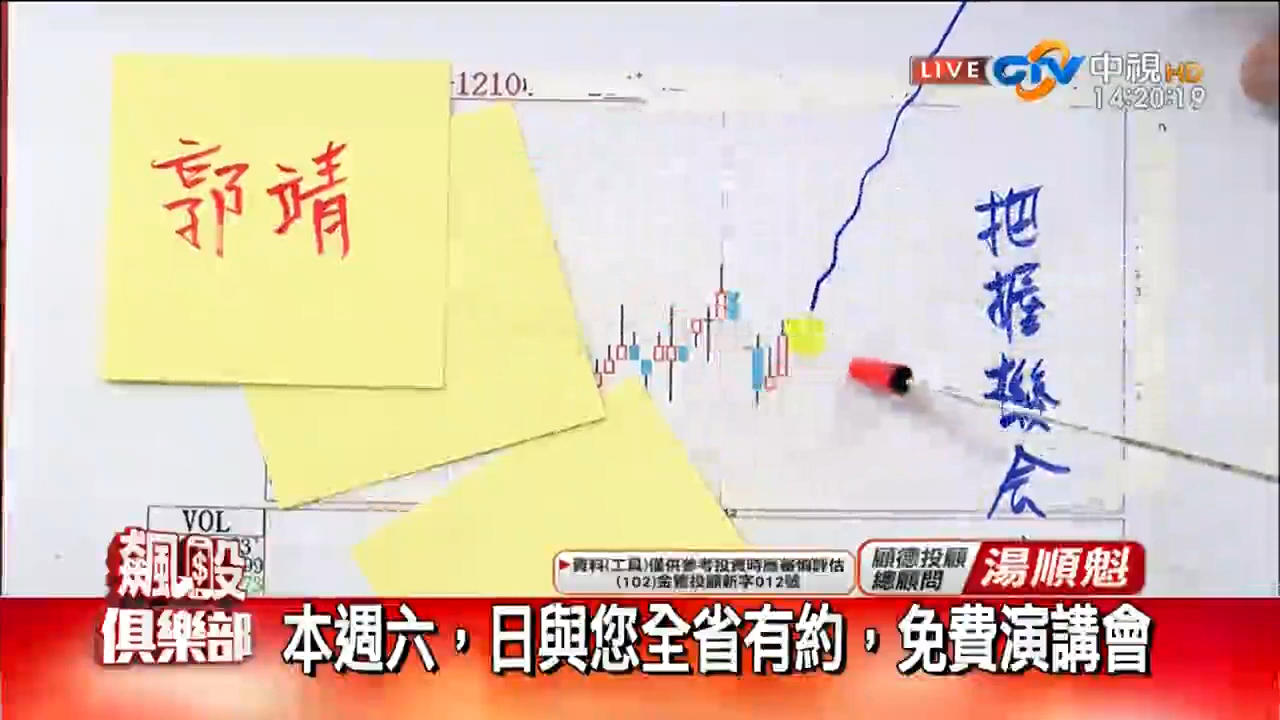 -1210
LIVE CTV 中視HD
14:20:19
郭靖
把握機会
VOL
飆股
俱樂部
資料(工具)僅供參考投資時應審慎評估
(102)金管投顧新字012號
顧德投顧
總顧問
湯順魁
本週六，日與您全省有約，免費演講會